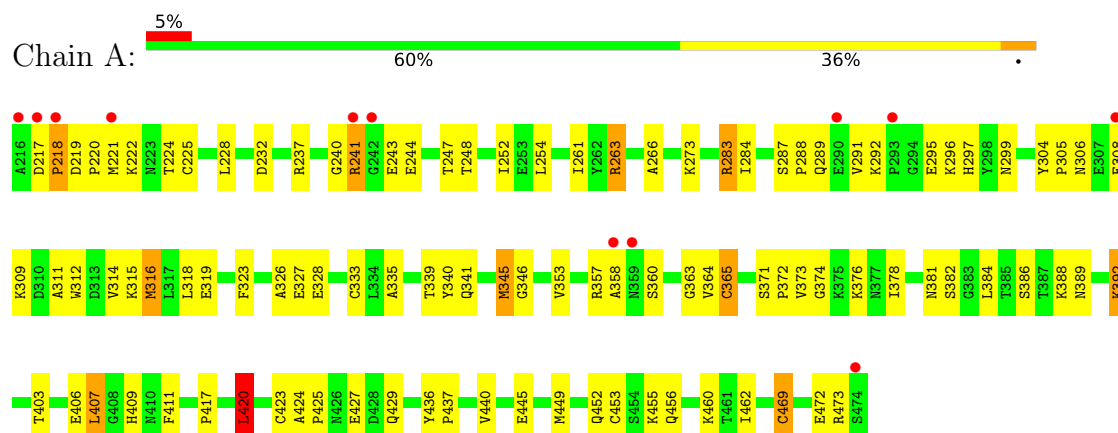 5%
Chain A:
60% 36% .
A216 D217 P218 D219 P220 M221 K222 N223 T224 C225 L228 D232 R237 G240 R241 G242 E243 E244 T247 T248 I252 E253 L254 I261 Y262 R263 A266 K273 R283 I284 S287 P288 Q289 E290 V291 K292 P293 G294 E295 K296 H297 Y298 N299 Y304 P305 N306 E307
K309 D310 A311 W312 D313 V314 K315 M316 L317 L318 E319 F323 A326 E327 E328 C333 L334 A335 T339 Y340 Q341 M345 G346 V353 R357 A358 N359 S360 G363 V364 C365 S371 P372 V373 G374 K375 K376 N377 I378 N381 S382 G383 L384 T385 S386 T387 K388 N389 K392
T403 E406 L407 G408 H409 N410 F411 P417 L420 C423 A424 P425 N426 E427 D428 Q429 Y436 P437 V440 E445 M449 Q452 C453 S454 K455 Q456 K460 T461 I462 C469 E472 R473 S474